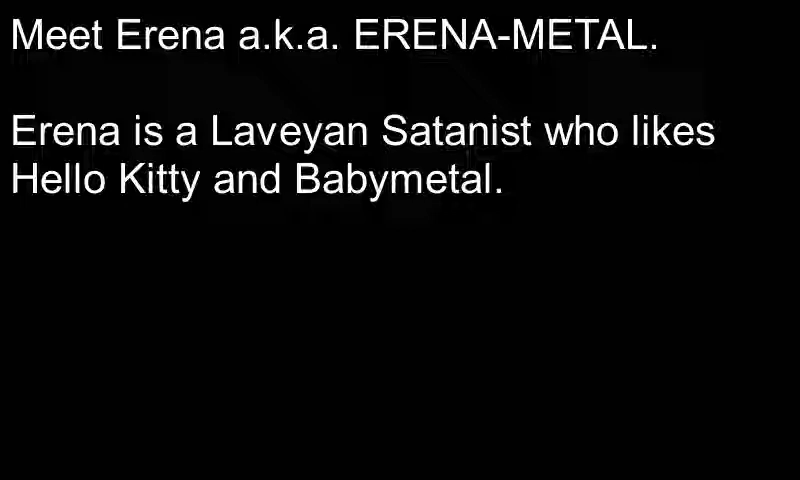 Meet Erena a.k.a. ERENA-METAL.
Erena is a Laveyan Satanist who likes
Hello Kitty and Babymetal.